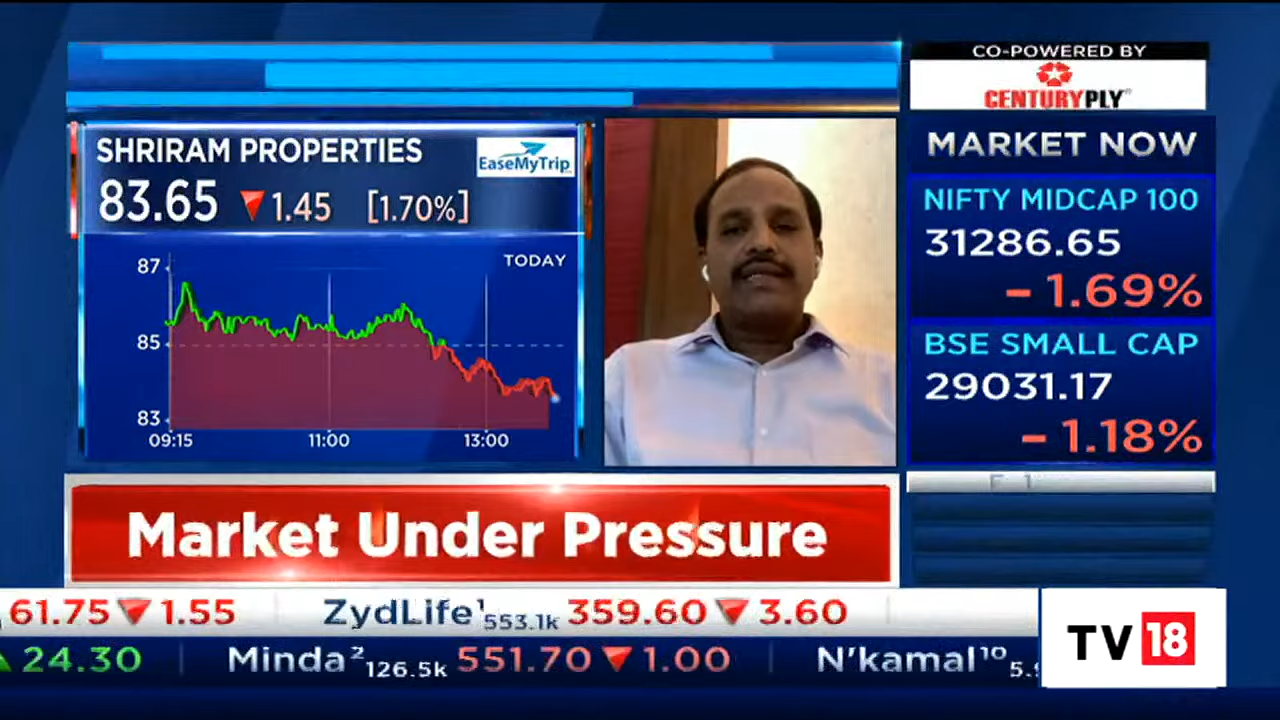 CO-POWERED BY
CENTURYPLY
SHRIRAM PROPERTIES
EaseMyTrip
83.65 ▼ 1.45 [1.70%]
TODAY
87
85
83
09:15 11:00 13:00
MARKET NOW
NIFTY MIDCAP 100
31286.65
- 1.69%
BSE SMALL CAP
29031.17
- 1.18%
Market Under Pressure
61.75 ▼ 1.55 ZydLife¹ 553.1k 359.60 ▼ 3.60
▲ 24.30 Minda² 126.5k 551.70 ▼ 1.00 N'kamal¹⁰
TV18